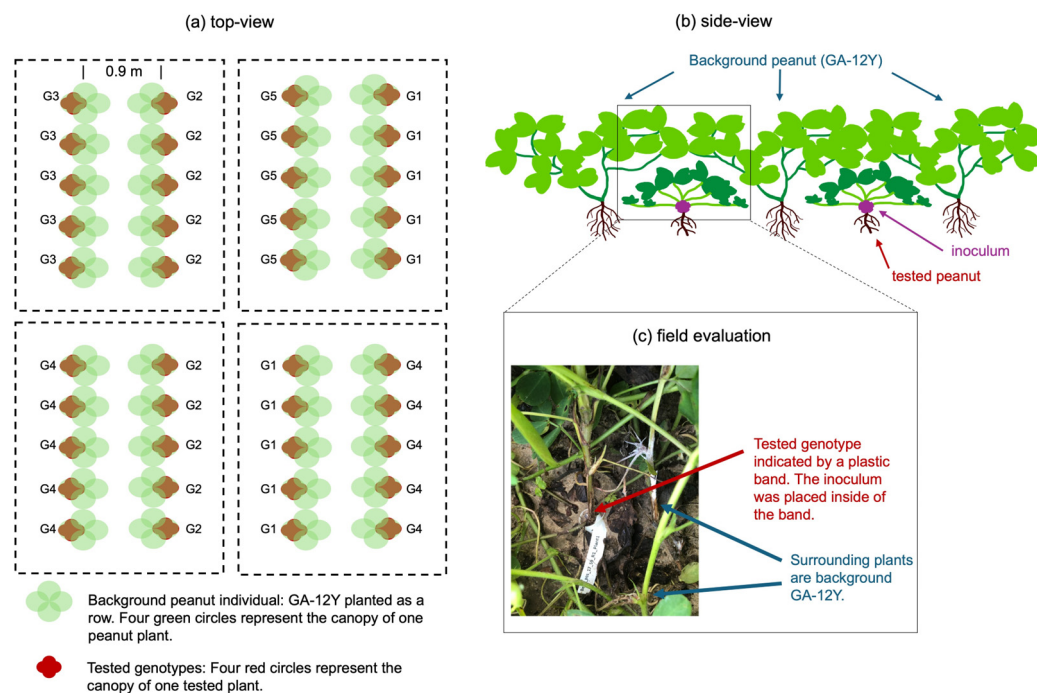 (a) top-view
0.9 m
G3 G2
G3 G2
G3 G2
G3 G2
G3 G2
G5 G1
G5 G1
G5 G1
G5 G1
G5 G1
G4 G2
G4 G2
G4 G2
G4 G2
G4 G2
G1 G4
G1 G4
G1 G4
G1 G4
G1 G4
Background peanut individual: GA-12Y planted as a
row. Four green circles represent the canopy of one
peanut plant.
Tested genotypes: Four red circles represent the
canopy of one tested plant.
(b) side-view
Background peanut (GA-12Y)
inoculum
tested peanut
(c) field evaluation
Tested genotype
indicated by a plastic
band. The inoculum
was placed inside of
the band.
Surrounding plants
are background
GA-12Y.